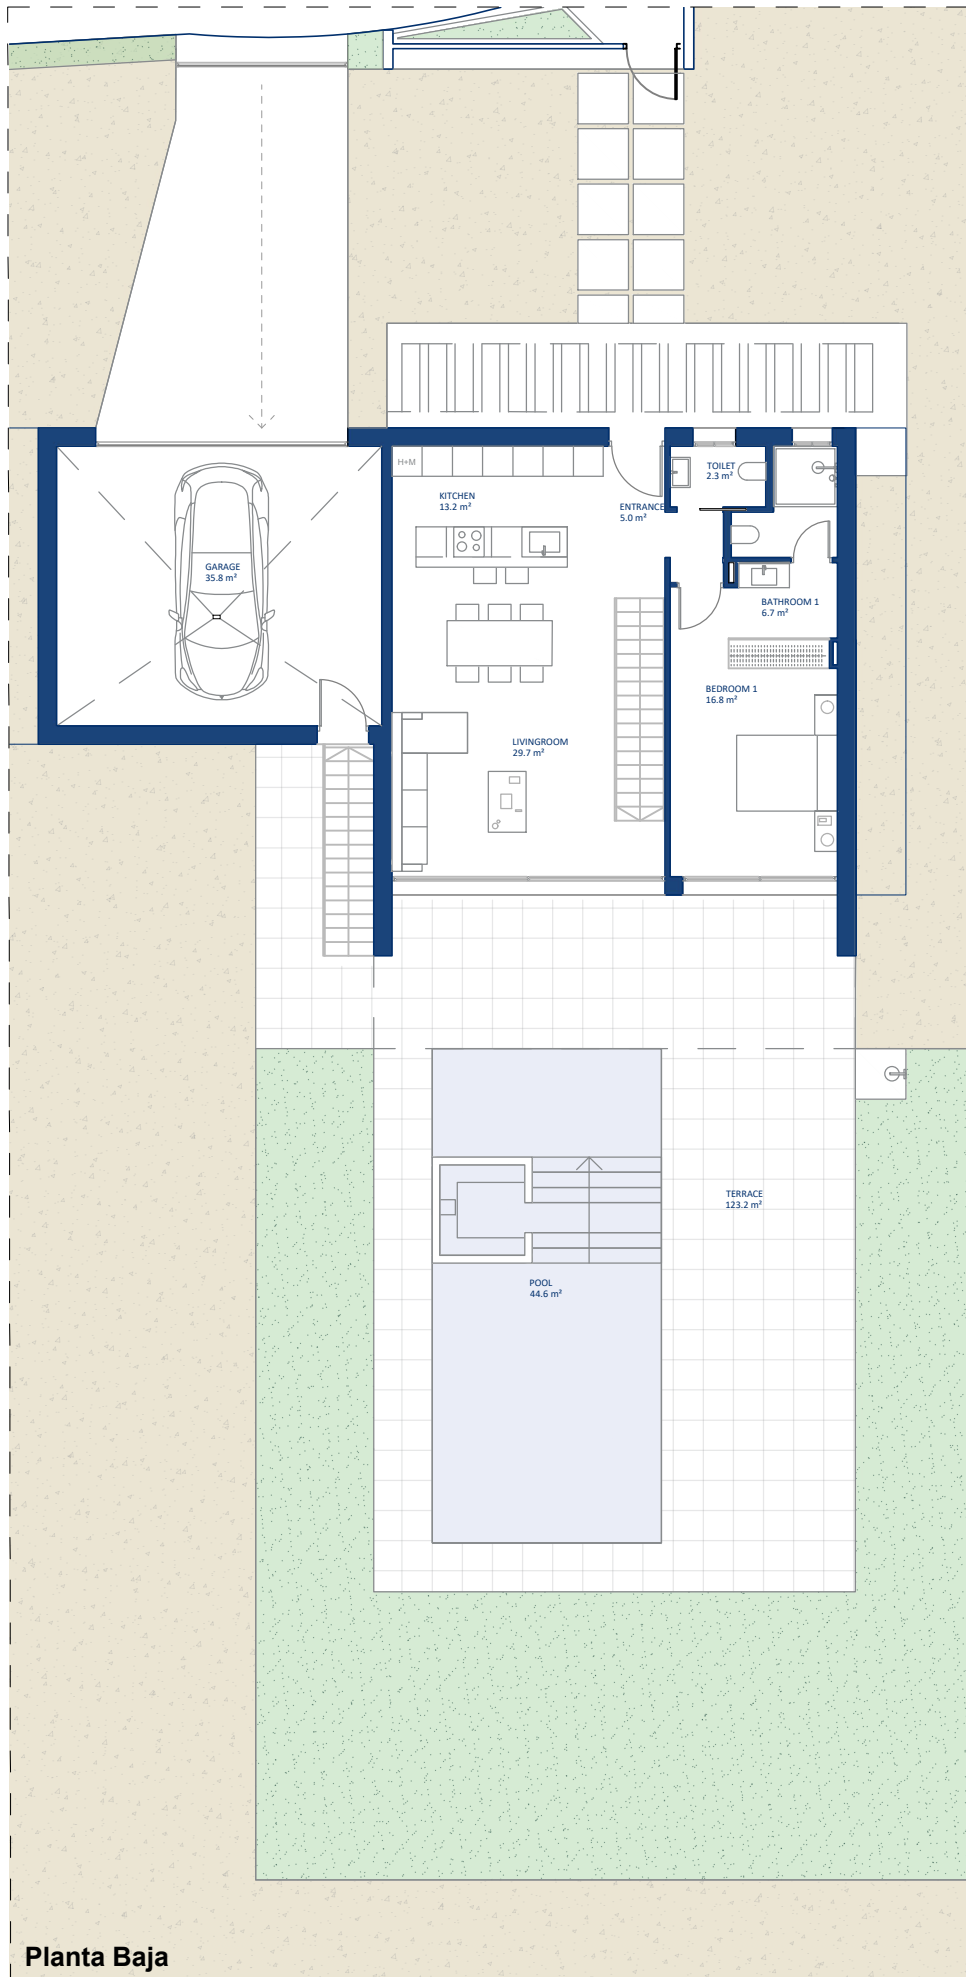 H+M
KITCHEN
13.2 m²
ENTRANCE
5.0 m²
TOILET
2.3 m²
GARAGE
35.8 m²
BATHROOM 1
6.7 m²
BEDROOM 1
16.8 m²
LIVINGROOM
29.7 m²
TERRACE
123.2 m²
POOL
44.6 m²
Planta Baja